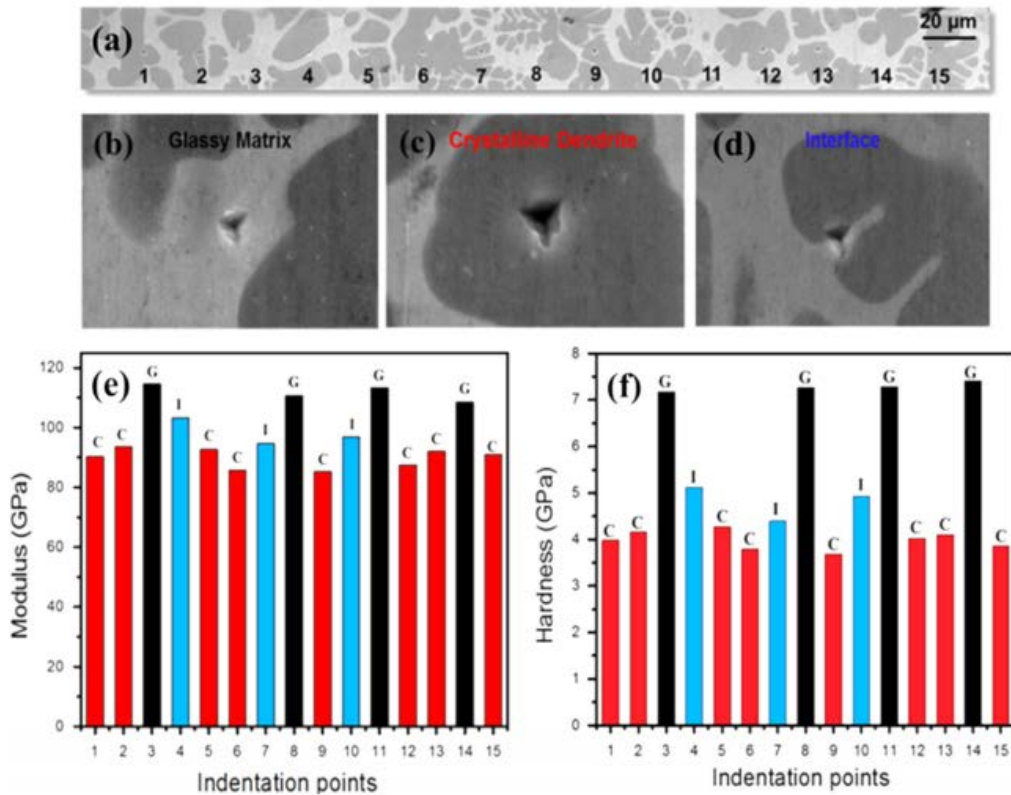 (a)
20 µm
1 2 3 4 5 6 7 8 9 10 11 12 13 14 15
(b) Glassy Matrix
(c) Crystalline Dendrite
(d) Interface
(e)
Modulus (GPa)
120
100
80
60
40
20
0
C C G I C C I G C I G C C G C
1 2 3 4 5 6 7 8 9 10 11 12 13 14 15
Indentation points
(f)
Hardness (GPa)
8
7
6
5
4
3
2
1
0
C C G I C C I G C I G C C G C
1 2 3 4 5 6 7 8 9 10 11 12 13 14 15
Indentation points